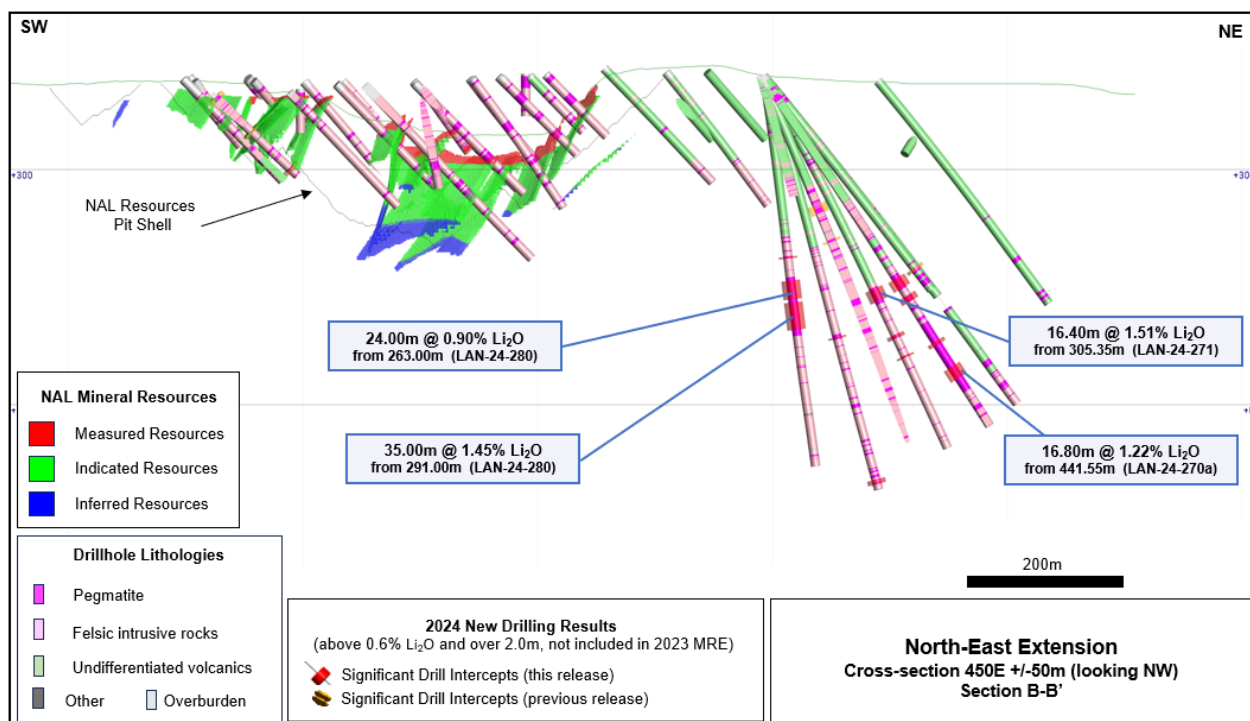 SW
NE
+300
+30
NAL Resources
Pit Shell
24.00m @ 0.90% Li₂O
from 263.00m (LAN-24-280)
16.40m @ 1.51% Li₂O
from 305.35m (LAN-24-271)
35.00m @ 1.45% Li₂O
from 291.00m (LAN-24-280)
16.80m @ 1.22% Li₂O
from 441.55m (LAN-24-270a)
NAL Mineral Resources
Measured Resources
Indicated Resources
Inferred Resources
Drillhole Lithologies
Pegmatite
Felsic intrusive rocks
Undifferentiated volcanics
Other
Overburden
200m
2024 New Drilling Results
(above 0.6% Li₂O and over 2.0m, not included in 2023 MRE)
Significant Drill Intercepts (this release)
Significant Drill Intercepts (previous release)
North-East Extension
Cross-section 450E +/-50m (looking NW)
Section B-B'